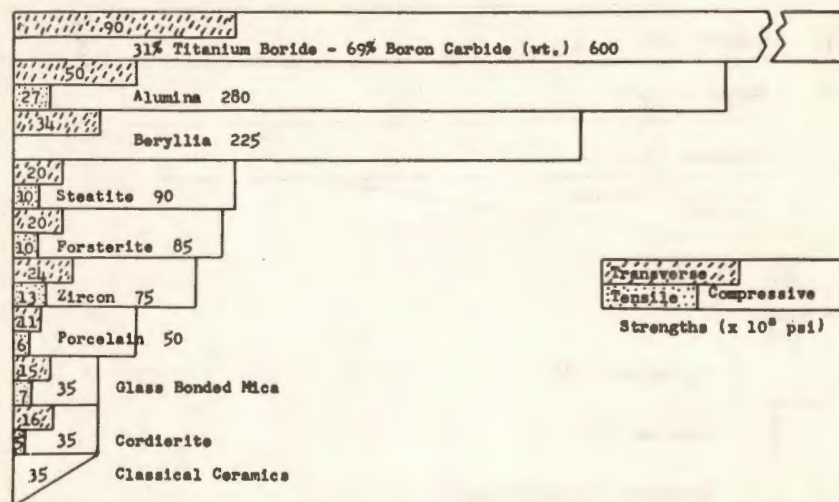 90
31% Titanium Boride - 69% Boron Carbide (wt.) 600
50
27 Alumina 280
34
Beryllia 225
20
10 Steatite 90
20
10 Forsterite 85
24
13 Zircon 75
11
6 Porcelain 50
15
7 35 Glass Bonded Mica
16
35 Cordierite
35 Classical Ceramics
Transverse
Tensile Compressive
Strengths (x 10⁸ psi)